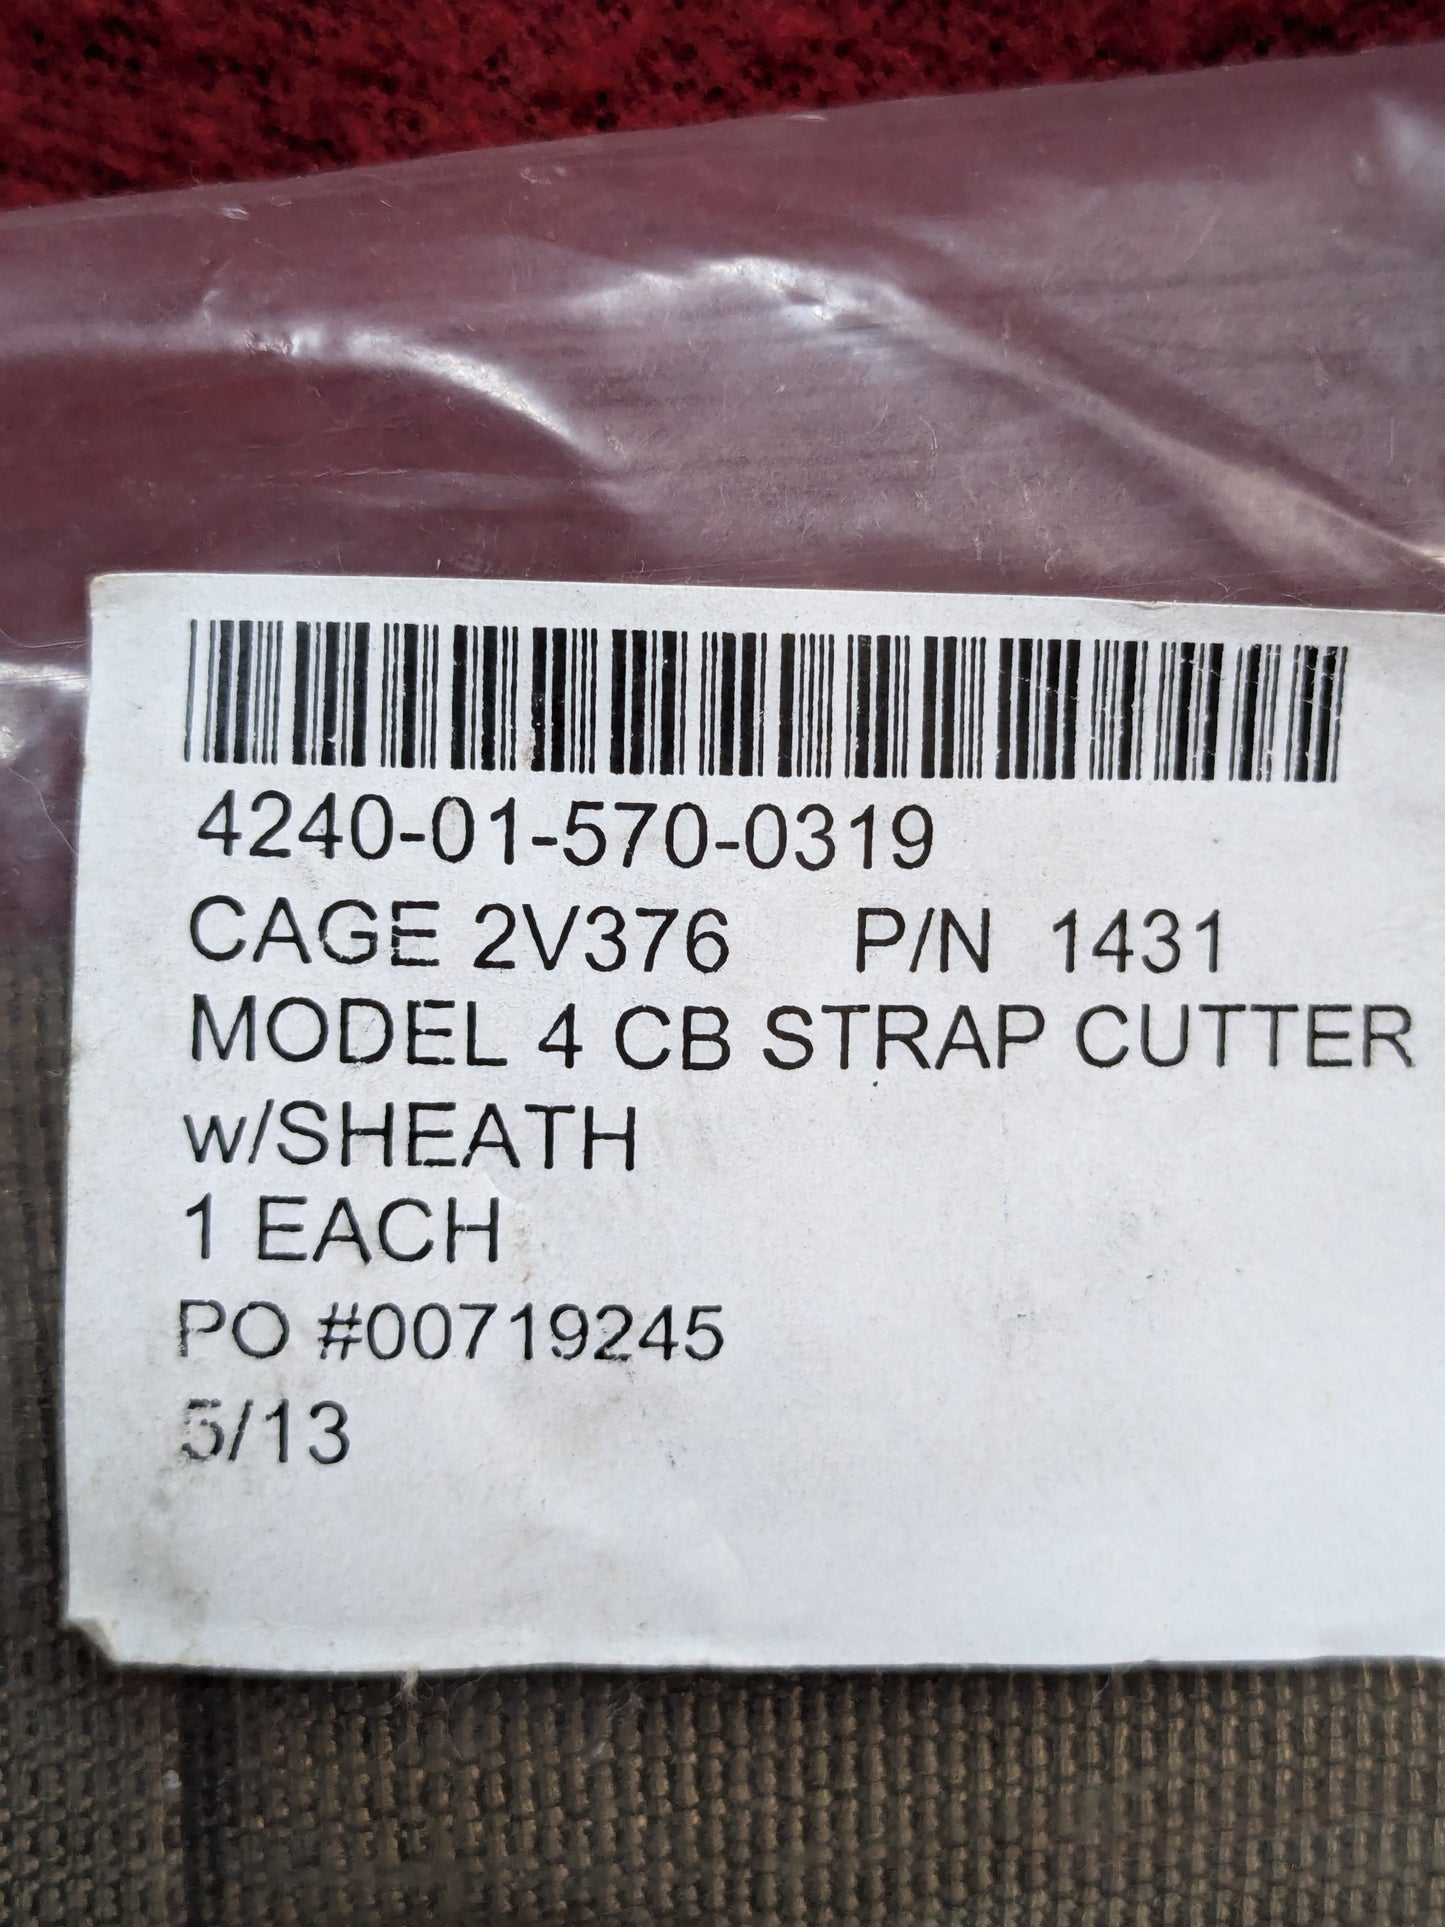 4240-01-570-0319
CAGE 2V376 P/N 1431
MODEL 4 CB STRAP CUTTER
w/SHEATH
1 EACH
PO #00719245
5/13